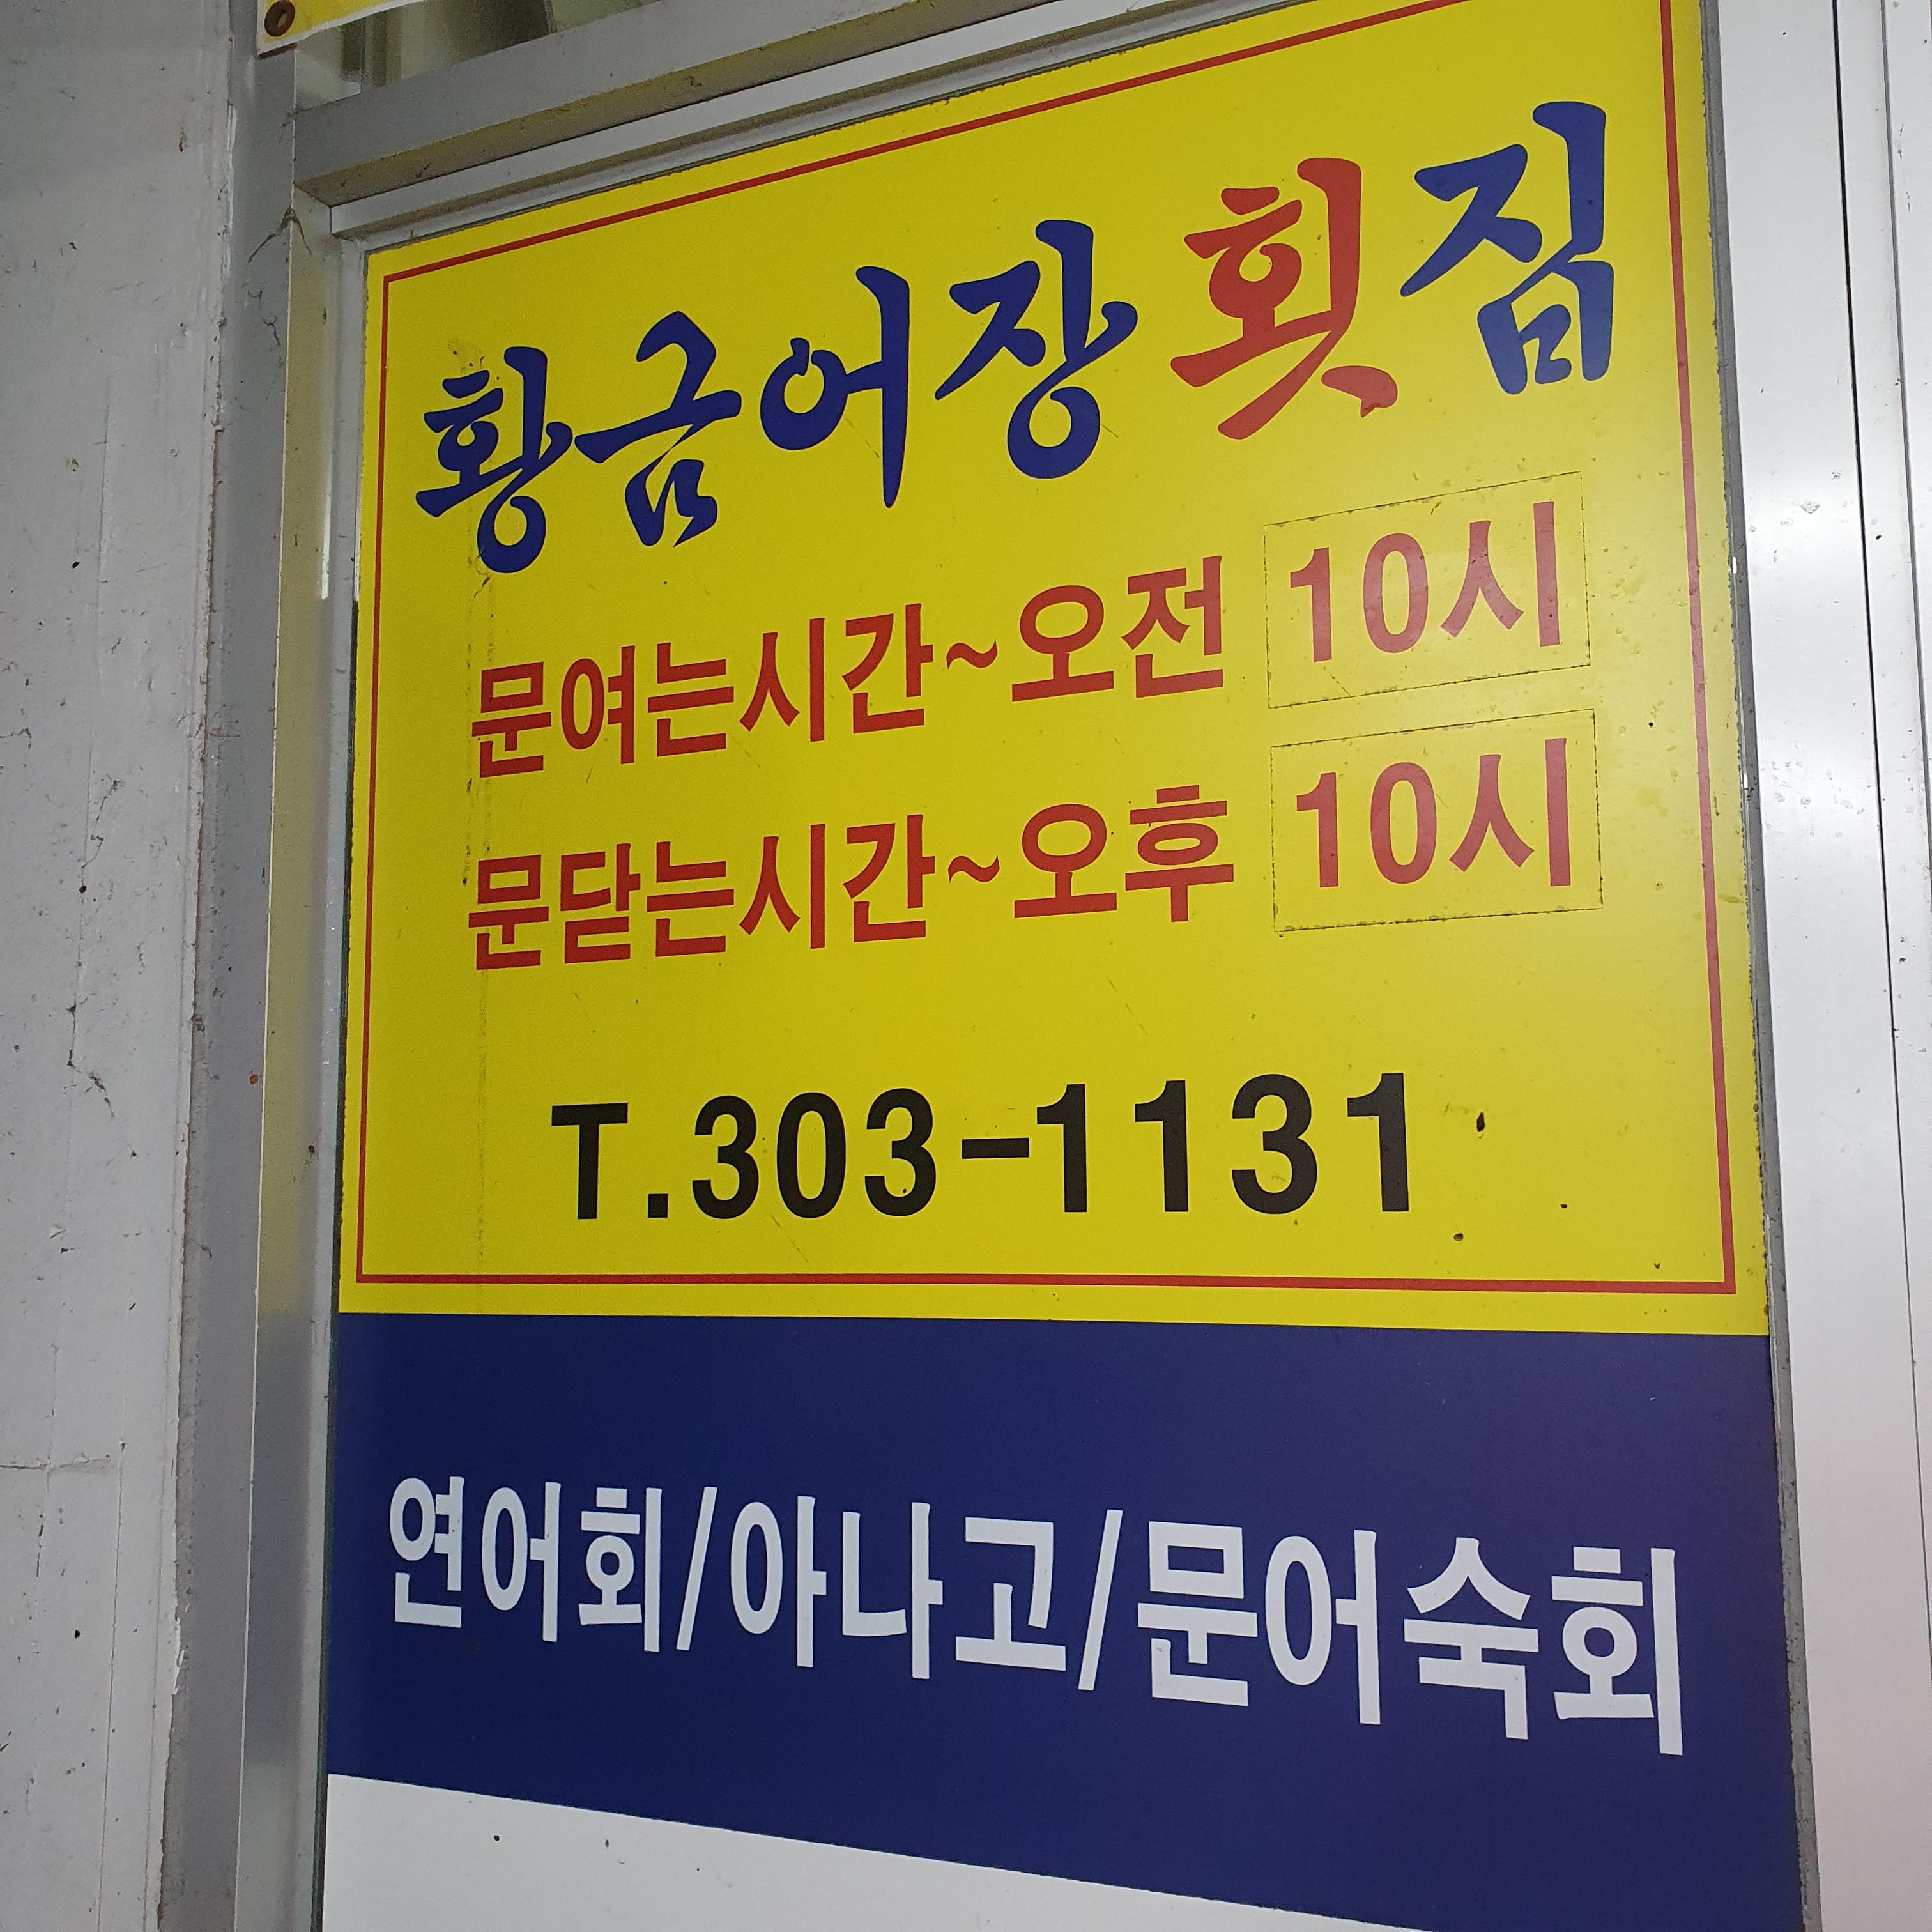 황금어장횟집
문여는시간~오전 10시
문닫는시간~오후 10시
T.303-1131
연어회/아나고/문어숙회